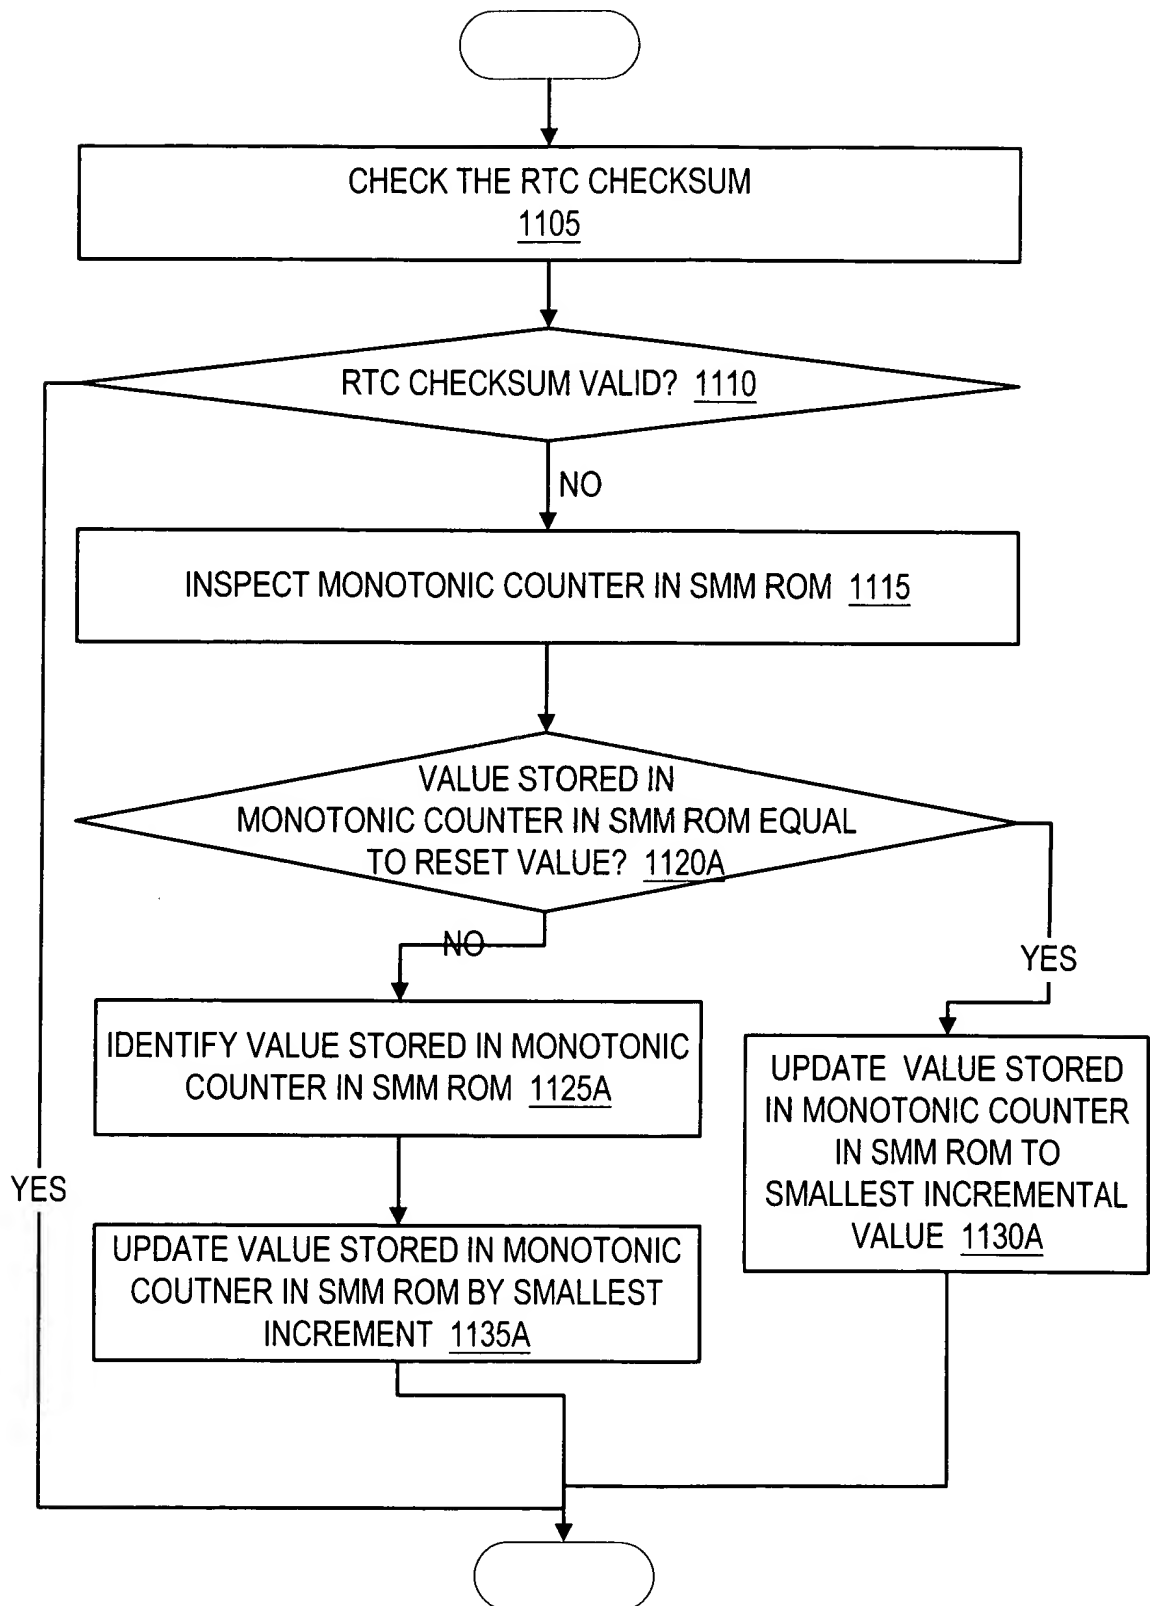 CHECK THE RTC CHECKSUM
1105
RTC CHECKSUM VALID? 1110
NO
INSPECT MONOTONIC COUNTER IN SMM ROM 1115
VALUE STORED IN
MONOTONIC COUNTER IN SMM ROM EQUAL
TO RESET VALUE? 1120A
NO
YES
IDENTIFY VALUE STORED IN MONOTONIC
COUNTER IN SMM ROM 1125A
UPDATE VALUE STORED
IN MONOTONIC COUNTER
IN SMM ROM TO
SMALLEST INCREMENTAL
VALUE 1130A
YES
UPDATE VALUE STORED IN MONOTONIC
COUTNER IN SMM ROM BY SMALLEST
INCREMENT 1135A